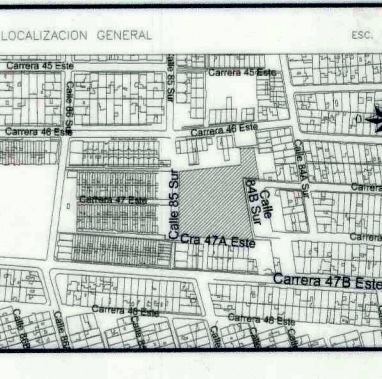 LOCALIZACION GENERAL
ESC.
Carrera 45 Este
Carrera 45 Este
Calle 85 Sur
Carrera 46 Este
Carrera 46 Este
Calle 84A Sur
Carrera
Carrera 47 Este
Calle 85 Sur
Calle
84B Sur
Cra 47A Este
Carrera
Carrera 47B Este
Carrera 48 Este
Carrera 48 Este